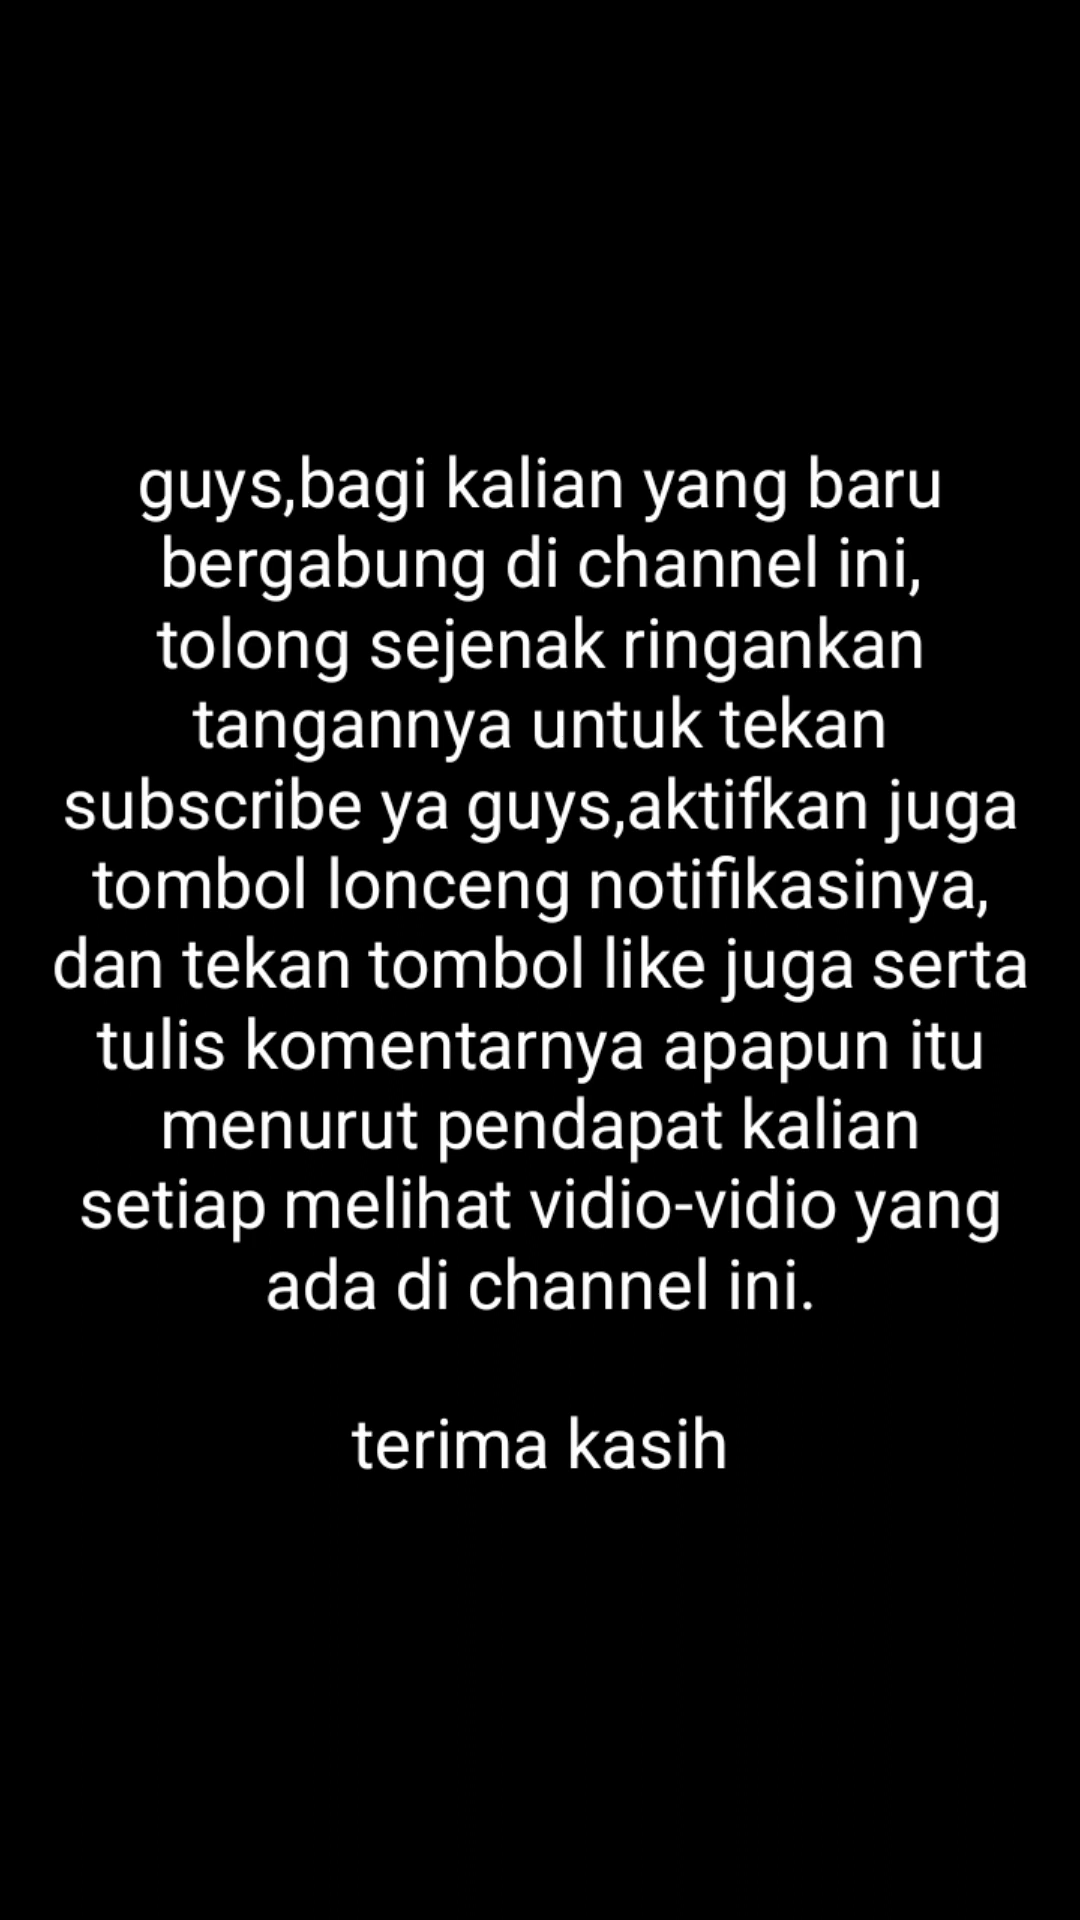 guys,bagi kalian yang baru
bergabung di channel ini,
tolong sejenak ringankan
tangannya untuk tekan
subscribe ya guys,aktifkan juga
tombol lonceng notifikasinya,
dan tekan tombol like juga serta
tulis komentarnya apapun itu
menurut pendapat kalian
setiap melihat vidio-vidio yang
ada di channel ini.
terima kasih